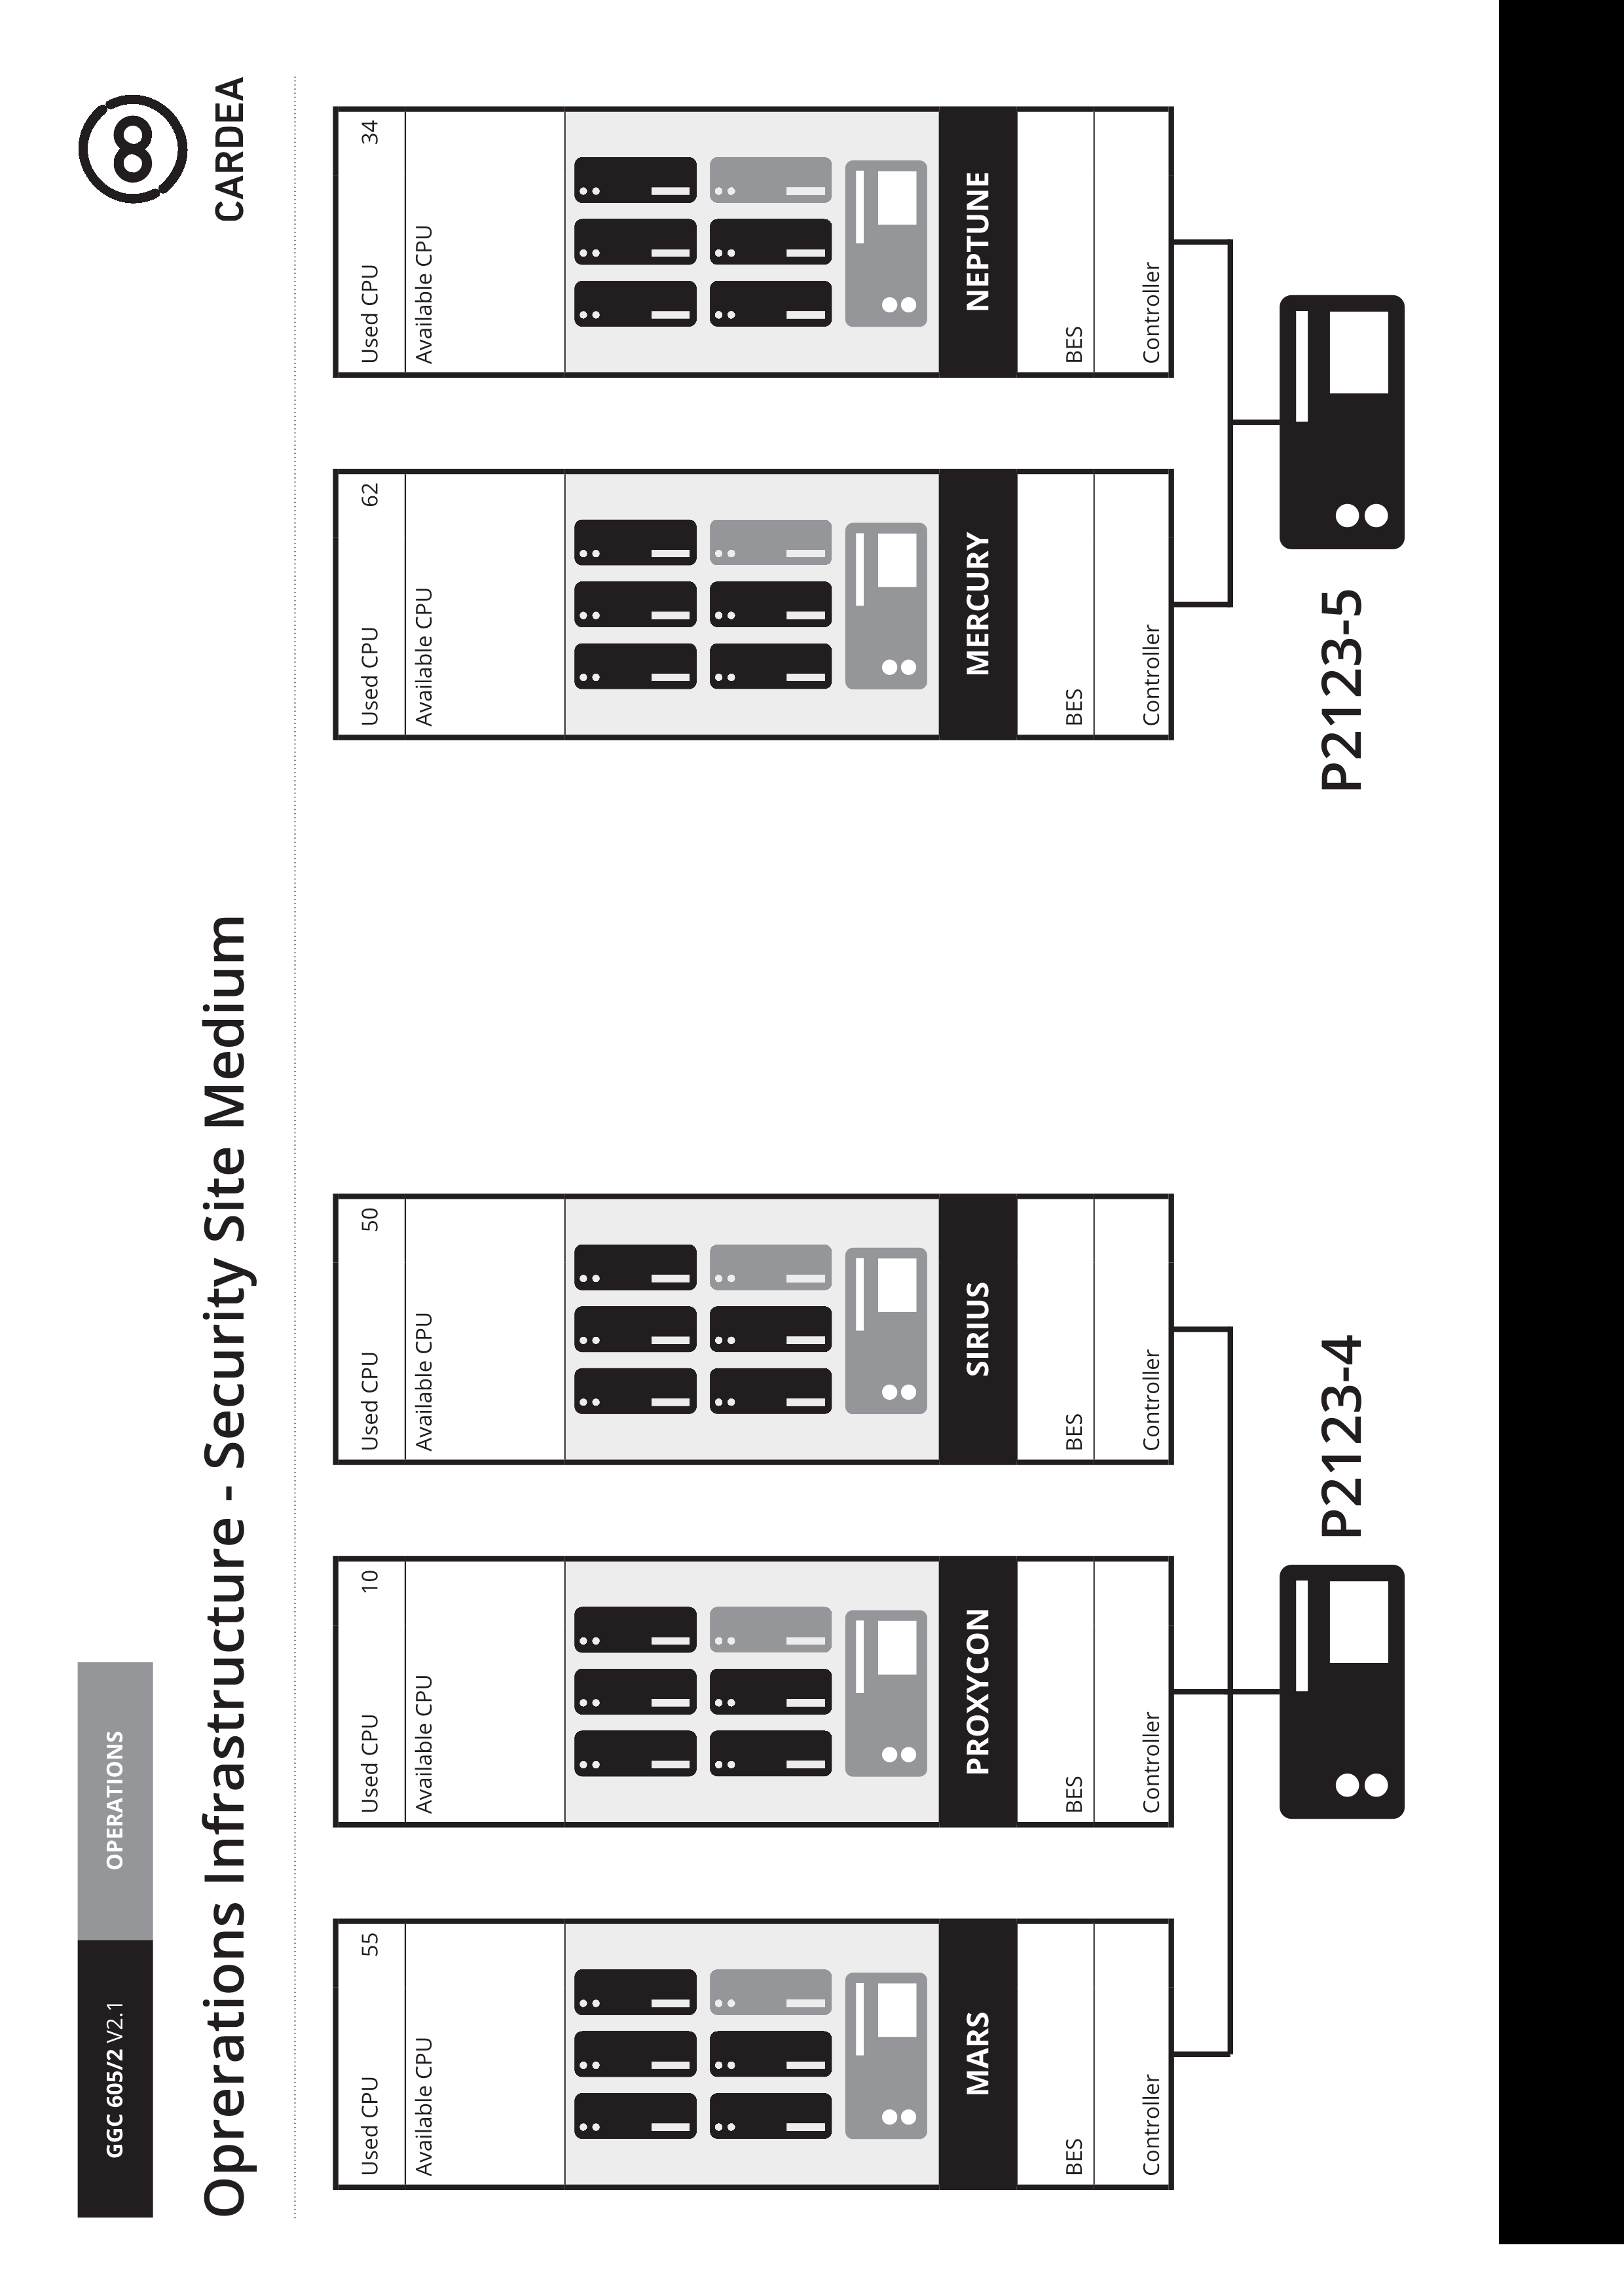 GGC 605/2 V2.1
OPERATIONS
CARDEA
Oprerations Infrastructure - Security Site Medium
Used CPU 55
Available CPU
MARS
BES
Controller
Used CPU 10
Available CPU
PROXYCON
BES
Controller
Used CPU 50
Available CPU
SIRIUS
BES
Controller
Used CPU 62
Available CPU
MERCURY
BES
Controller
Used CPU 34
Available CPU
NEPTUNE
BES
Controller
P2123-4
P2123-5